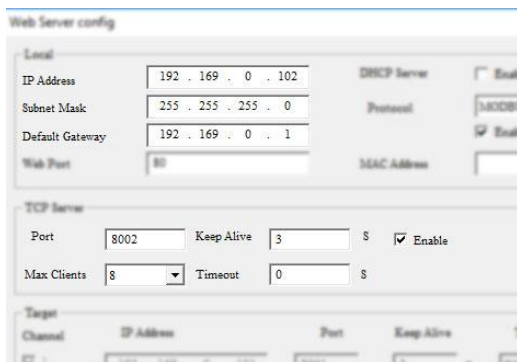 Web Server config
Local
IP Address 192 . 169 . 0 . 102 DHCP Server
Subnet Mask 255 . 255 . 255 . 0 Protocol
Default Gateway 192 . 169 . 0 . 1
Web Port 80 MAC Address
TCP Server
Port 8002 Keep Alive 3 S Enable
Max Clients 8 Timeout 0 S
Target
Channel IP Address Port Keep Alive